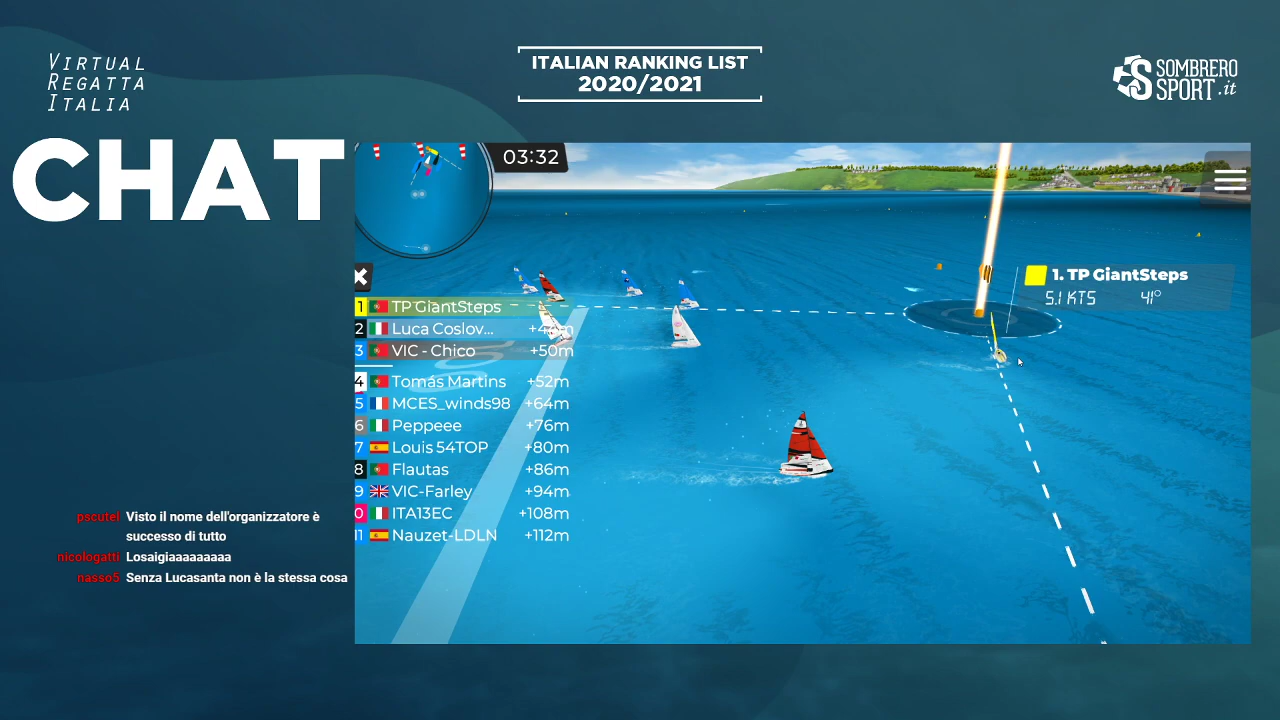 VIRTUAL
REGATTA
ITALIA
ITALIAN RANKING LIST
2020/2021
SOMBRERO
SPORT.it
CHAT
03:32
1. TP GiantSteps
5.1 KTS 41°
1 TP GiantSteps
2 Luca Coslov...
3 VIC - Chico +50m
4 Tomás Martins +52m
5 MCES_winds98 +64m
6 Peppeee +76m
7 Louis 54TOP +80m
8 Flautas +86m
9 VIC-Farley +94m
0 ITA13EC +108m
11 Nauzet-LDLN +112m
pscutel Visto il nome dell'organizzatore è
successo di tutto
nicologatti Losaigiaaaaaaaaa
nasso5 Senza Lucasanta non è la stessa cosa